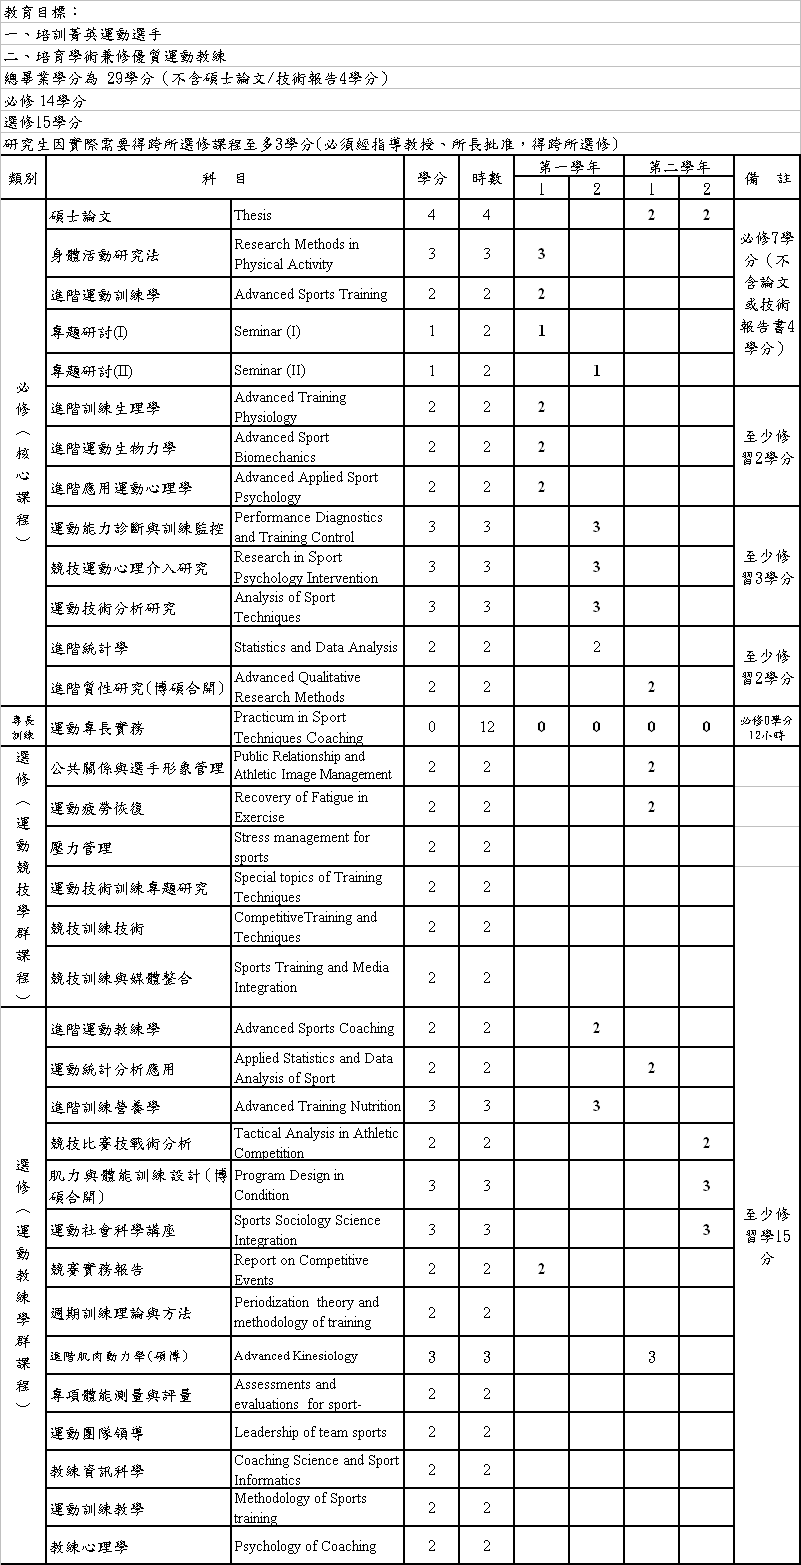 教育目標：
一、培訓菁英運動選手
二、培育學術兼修優質運動教練
總畢業學分為 29學分（不含碩士論文/技術報告4學分）
必修 14學分
選修15學分
研究生因實際需要得跨所選修課程至多3學分(必須經指導教授、所長批准，得跨所選修)
類別 科 目 學分 時數 第一學年 第二學年 備 註
1 2 1 2
必修（核心課程）
碩士論文 Thesis 4 4 2 2
必修7學分（不含論文或技術報告書4學分）
身體活動研究法 Research Methods in Physical Activity 3 3 3
進階運動訓練學 Advanced Sports Training 2 2 2
專題研討(I) Seminar (I) 1 2 1
專題研討(II) Seminar (II) 1 2 1
進階訓練生理學 Advanced Training Physiology 2 2 2
至少修習2學分
進階運動生物力學 Advanced Sport Biomechanics 2 2 2
進階應用運動心理學 Advanced Applied Sport Psychology 2 2 2
運動能力診斷與訓練監控 Performance Diagnostics and Training Control 3 3 3
至少修習3學分
競技運動心理介入研究 Research in Sport Psychology Intervention 3 3 3
運動技術分析研究 Analysis of Sport Techniques 3 3 3
進階統計學 Statistics and Data Analysis 2 2 2
至少修習2學分
進階質性研究(博碩合開) Advanced Qualitative Research Methods 2 2 2
專長訓練 運動專長實務 Practicum in Sport Techniques Coaching 0 12 0 0 0 0 必修0學分12小時
選修（運動競技學群課程）
公共關係與選手形象管理 Public Relationship and Athletic Image Management 2 2 2
運動疲勞恢復 Recovery of Fatigue in Exercise 2 2 2
壓力管理 Stress management for sports 2 2
運動技術訓練專題研究 Special topics of Training Techniques 2 2
競技訓練技術 CompetitiveTraining and Techniques 2 2
競技訓練與媒體整合 Sports Training and Media Integration 2 2
選修（運動教練學群課程）
進階運動教練學 Advanced Sports Coaching 2 2 2
至少修習學15分
運動統計分析應用 Applied Statistics and Data Analysis of Sport 2 2 2
進階訓練營養學 Advanced Training Nutrition 3 3 3
競技比賽技戰術分析 Tactical Analysis in Athletic Competition 2 2 2
肌力與體能訓練設計(博碩合開) Program Design in Condition 3 3 3
運動社會科學講座 Sports Sociology Science Integration 3 3 3
競賽實務報告 Report on Competitive Events 2 2 2
週期訓練理論與方法 Periodization theory and methodology of training 2 2
進階肌肉動力學(碩博) Advanced Kinesiology 3 3 3
專項體能測量與評量 Assessments and evaluations for sport- 2 2
運動團隊領導 Leadership of team sports 2 2
教練資訊科學 Coaching Science and Sport Informatics 2 2
運動訓練教學 Methodology of Sports training 2 2
教練心理學 Psychology of Coaching 2 2